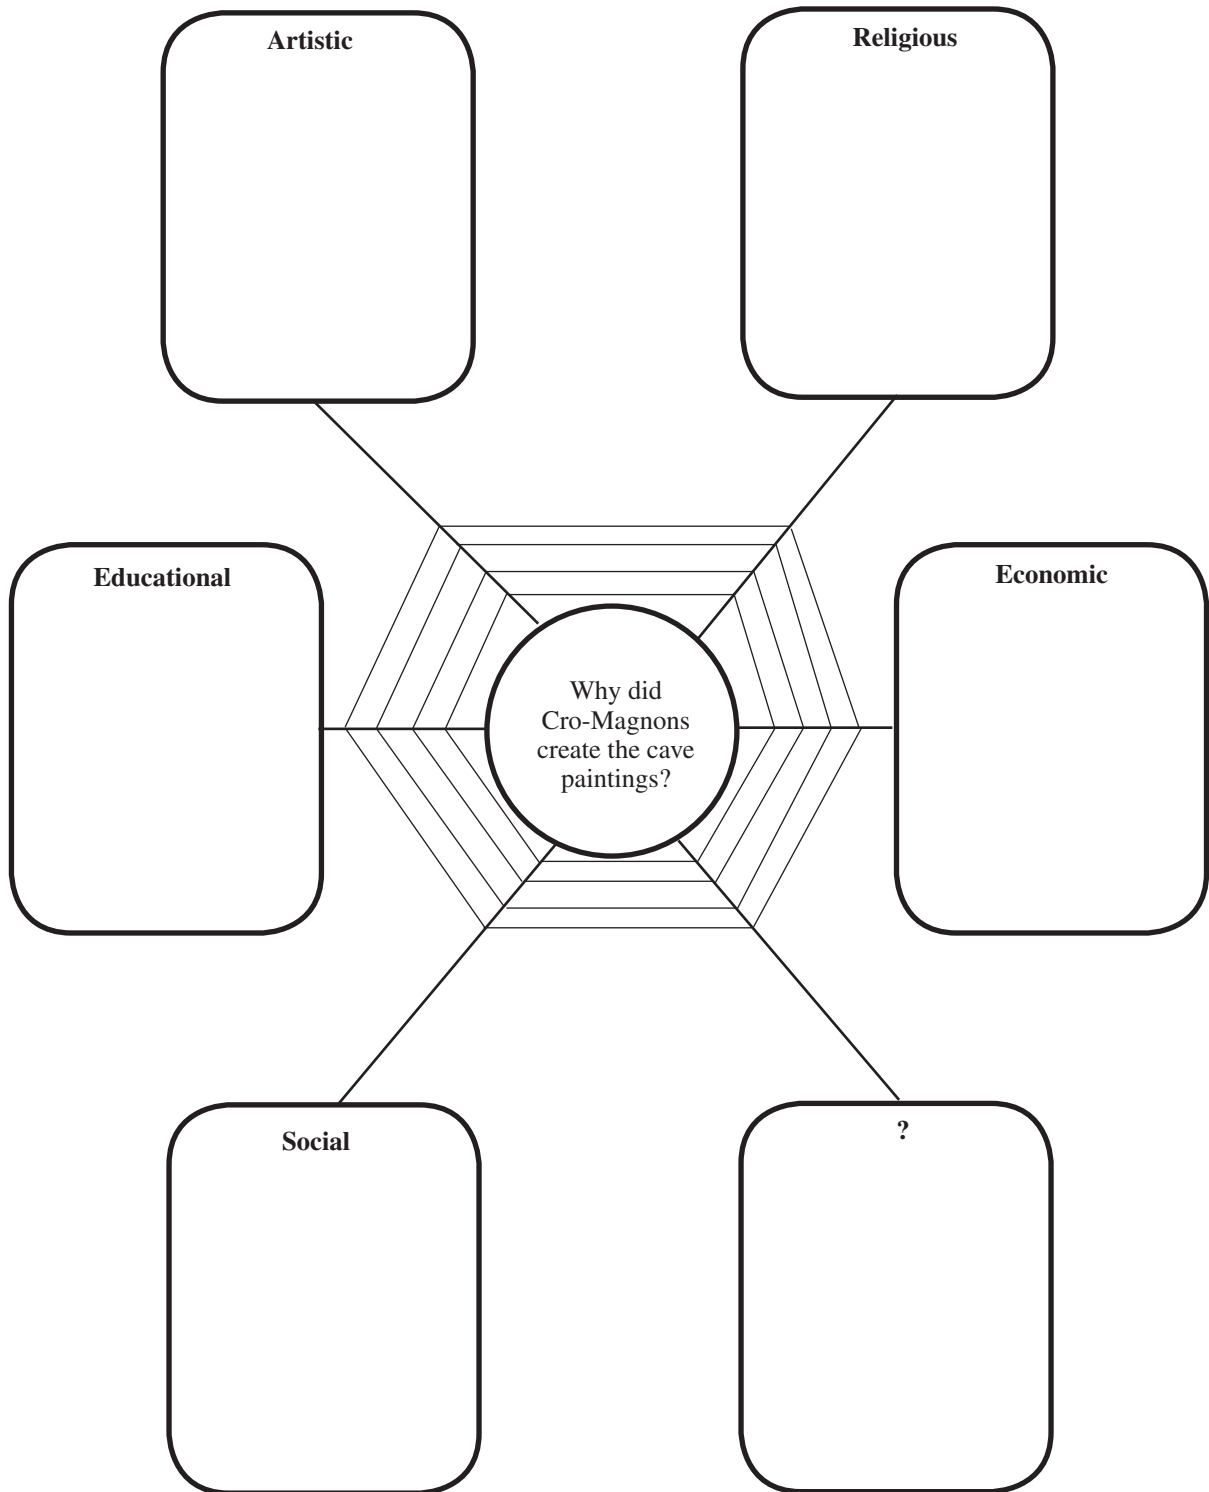 Artistic
Religious
Educational
Economic
Why did
Cro-Magnons
create the cave
paintings?
Social
?